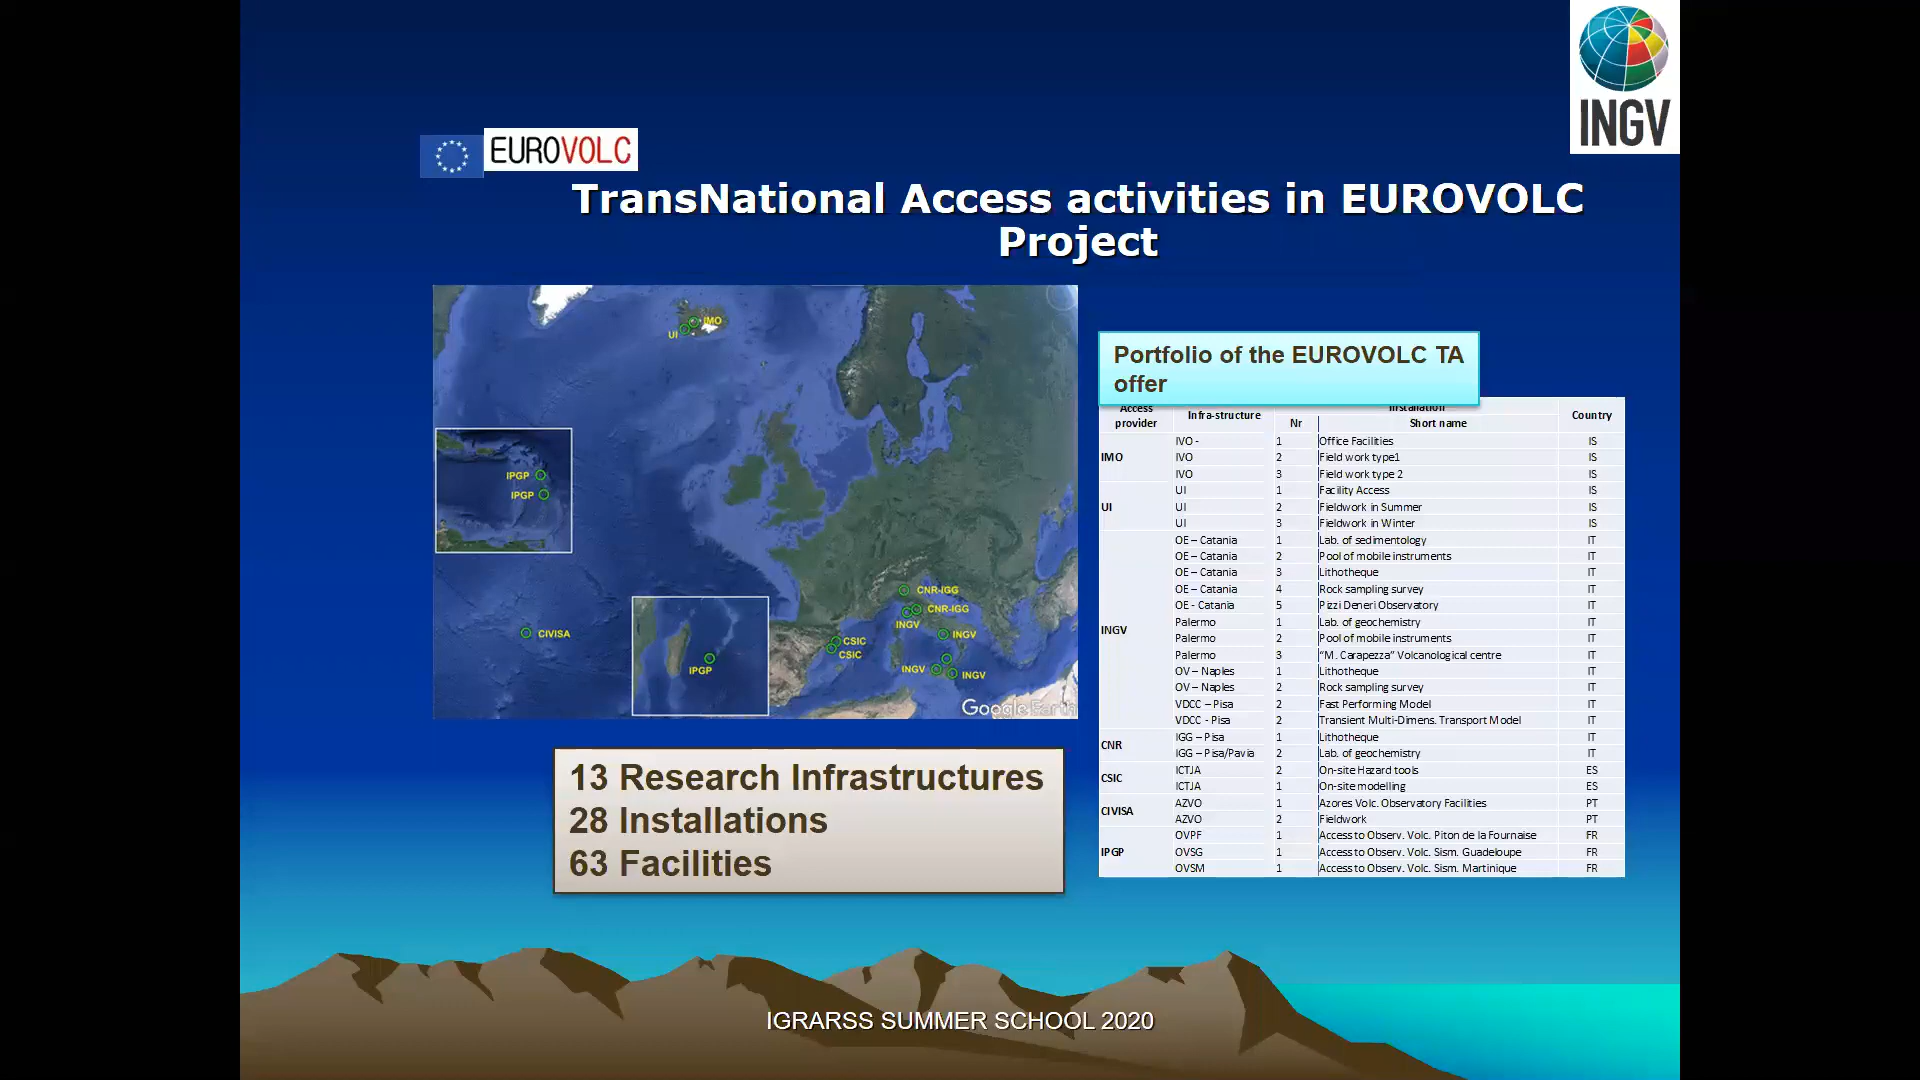 INGV
EUROVOLC
TransNational Access activities in EUROVOLC
Project
UI IMO
IPGP
IPGP
CIVISA
IPGP
CNR-IGG
CNR-IGG
INGV
INGV
CSIC
CSIC
INGV
INGV
Google Earth
Portfolio of the EUROVOLC TA
offer
Access provider Infra-structure Installation Country
Nr Short name
IMO
IVO - 1 Office Facilities IS
IVO 2 Field work type1 IS
IVO 3 Field work type 2 IS
UI
UI 1 Facility Access IS
UI 2 Fieldwork in Summer IS
UI 3 Fieldwork in Winter IS
INGV
OE – Catania 1 Lab. of sedimentology IT
OE – Catania 2 Pool of mobile instruments IT
OE – Catania 3 Lithotheque IT
OE – Catania 4 Rock sampling survey IT
OE - Catania 5 Pizzi Deneri Observatory IT
Palermo 1 Lab. of geochemistry IT
Palermo 2 Pool of mobile instruments IT
Palermo 3 “M. Carapezza” Volcanological centre IT
OV – Naples 1 Lithotheque IT
OV – Naples 2 Rock sampling survey IT
VDCC – Pisa 2 Fast Performing Model IT
VDCC - Pisa 2 Transient Multi-Dimens. Transport Model IT
CNR
IGG – Pisa 1 Lithotheque IT
IGG – Pisa/Pavia 2 Lab. of geochemistry IT
CSIC
ICTJA 2 On-site Hazard tools ES
ICTJA 1 On-site modelling ES
CIVISA
AZVO 1 Azores Volc. Observatory Facilities PT
AZVO 2 Fieldwork PT
IPGP
OVPF 1 Access to Observ. Volc. Piton de la Fournaise FR
OVSG 1 Access to Observ. Volc. Sism. Guadeloupe FR
OVSM 1 Access to Observ. Volc. Sism. Martinique FR
13 Research Infrastructures
28 Installations
63 Facilities
IGRARSS SUMMER SCHOOL 2020